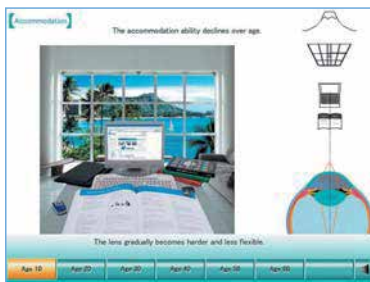 [Accommodation]
The accommodation ability declines over age.
The lens gradually becomes harder and less flexible.
Age 10
Age 20
Age 30
Age 40
Age 50
Age 60